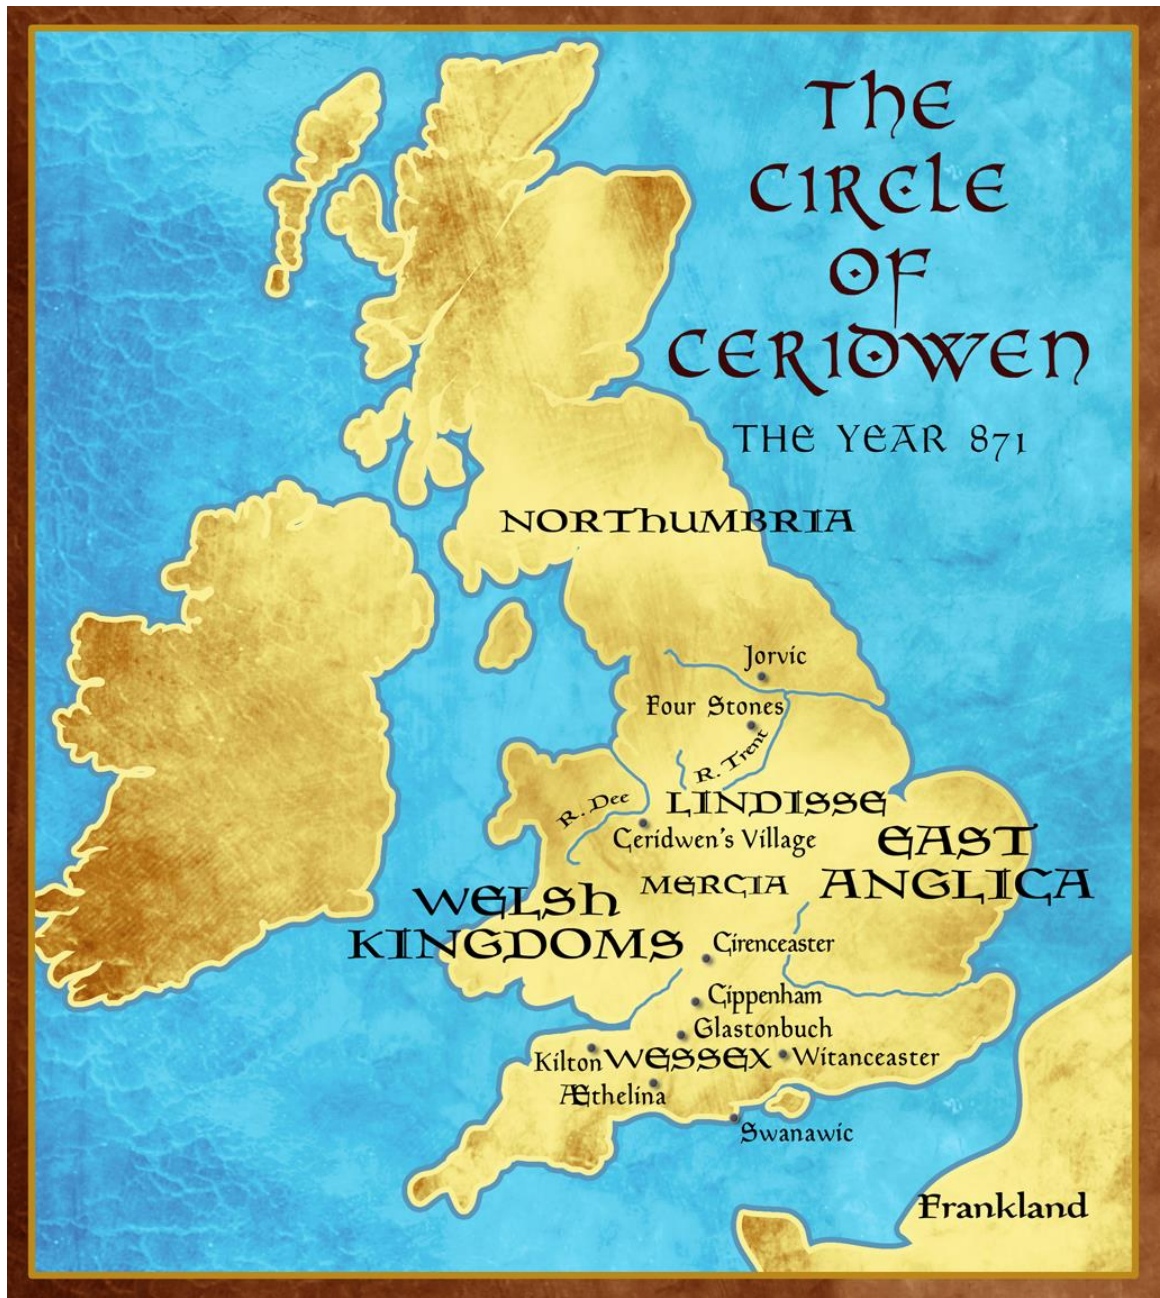 THE
CIRCLE
OF
CERIDWEN
THE YEAR 871
NORTHUMBRIA
Jorvic
Four Stones
R. Trent
R. Dee
LINDISSE
Ceridwen's Village
EAST
ANGLICA
MERCIA
WELSH
KINGDOMS
Cirenceaster
Cippenham
Glastonbuch
Kilton
WESSEX
Witanceaster
Æthelina
Swanawic
Frankland